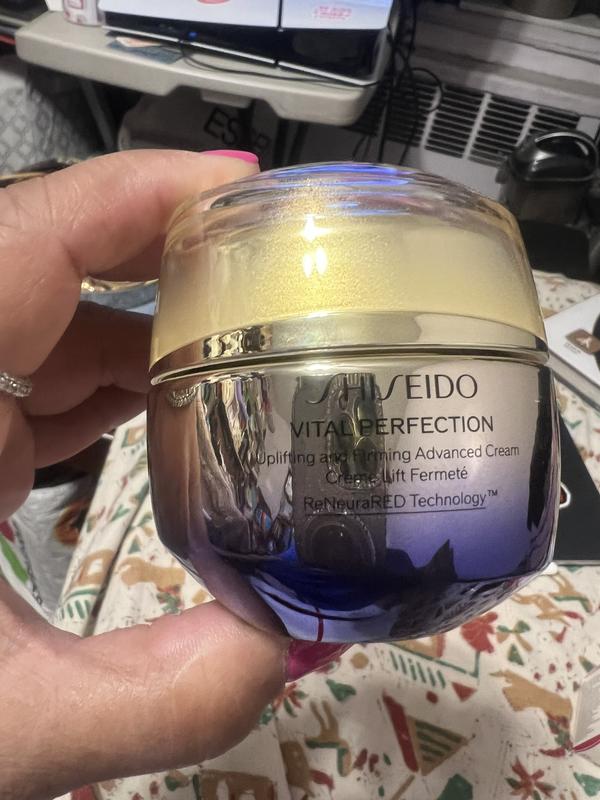 SHISEIDO
VITAL PERFECTION
Uplifting and Firming Advanced Cream
Crème Lift Fermeté
ReNeuraRED Technology™